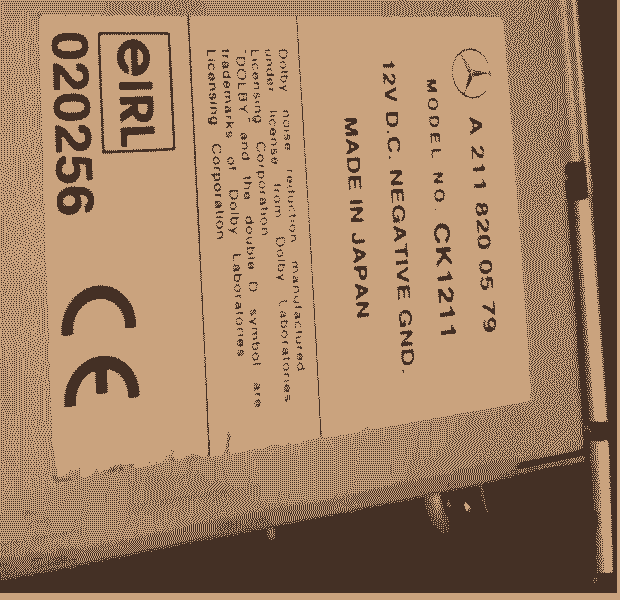 A 211 820 05 79
MODEL NO. CK1211
12V D.C. NEGATIVE GND.
MADE IN JAPAN
Dolby noise reduction manufactured
under license from Dolby Laboratories
Licensing Corporation
"DOLBY" and the double D symbol are
trademarks of Dolby Laboratories
Licensing Corporation
eIRL
020256
CE